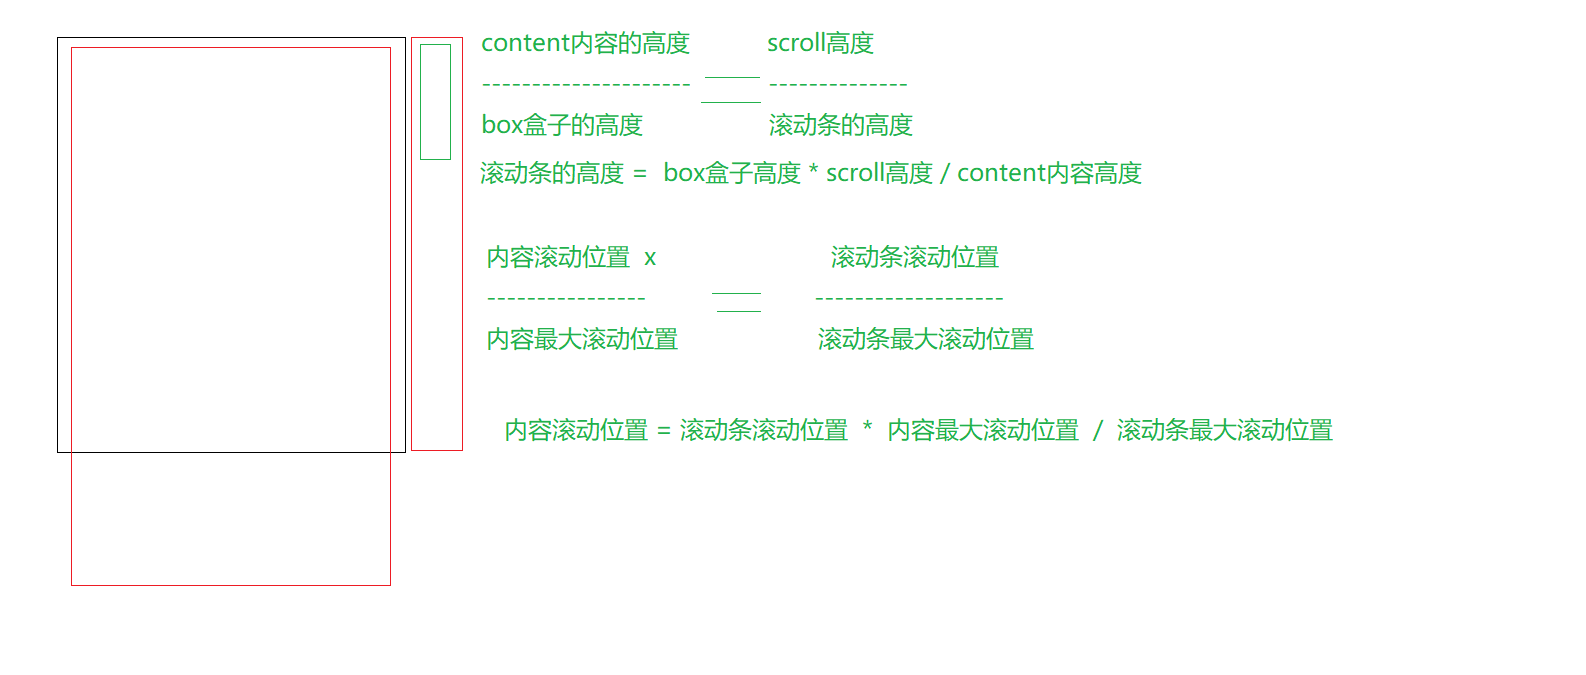 content内容的高度 scroll高度
--------------------- --------------
box盒子的高度 滚动条的高度
滚动条的高度 = box盒子高度 * scroll高度 / content内容高度
内容滚动位置 x 滚动条滚动位置
---------------- -------------------
内容最大滚动位置 滚动条最大滚动位置
内容滚动位置 = 滚动条滚动位置 * 内容最大滚动位置 / 滚动条最大滚动位置